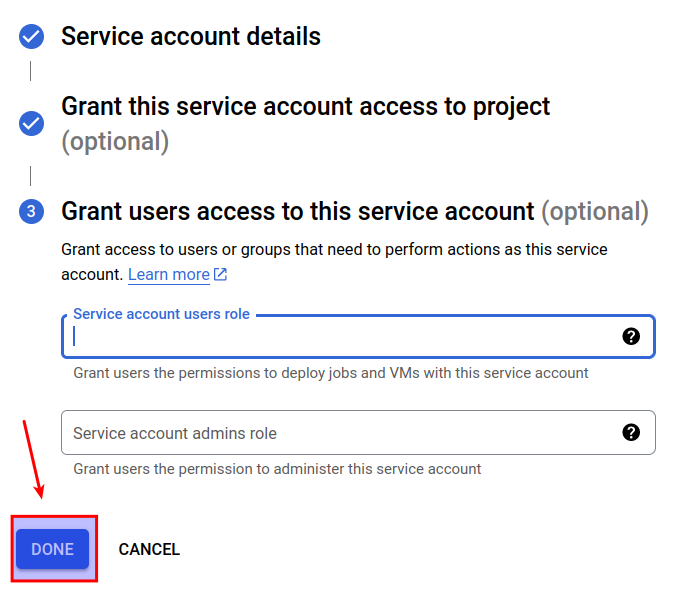 Service account details
Grant this service account access to project
(optional)
3
Grant users access to this service account (optional)
Grant access to users or groups that need to perform actions as this service
account. Learn more
Service account users role
Grant users the permissions to deploy jobs and VMs with this service account
Service account admins role
Grant users the permission to administer this service account
DONE CANCEL